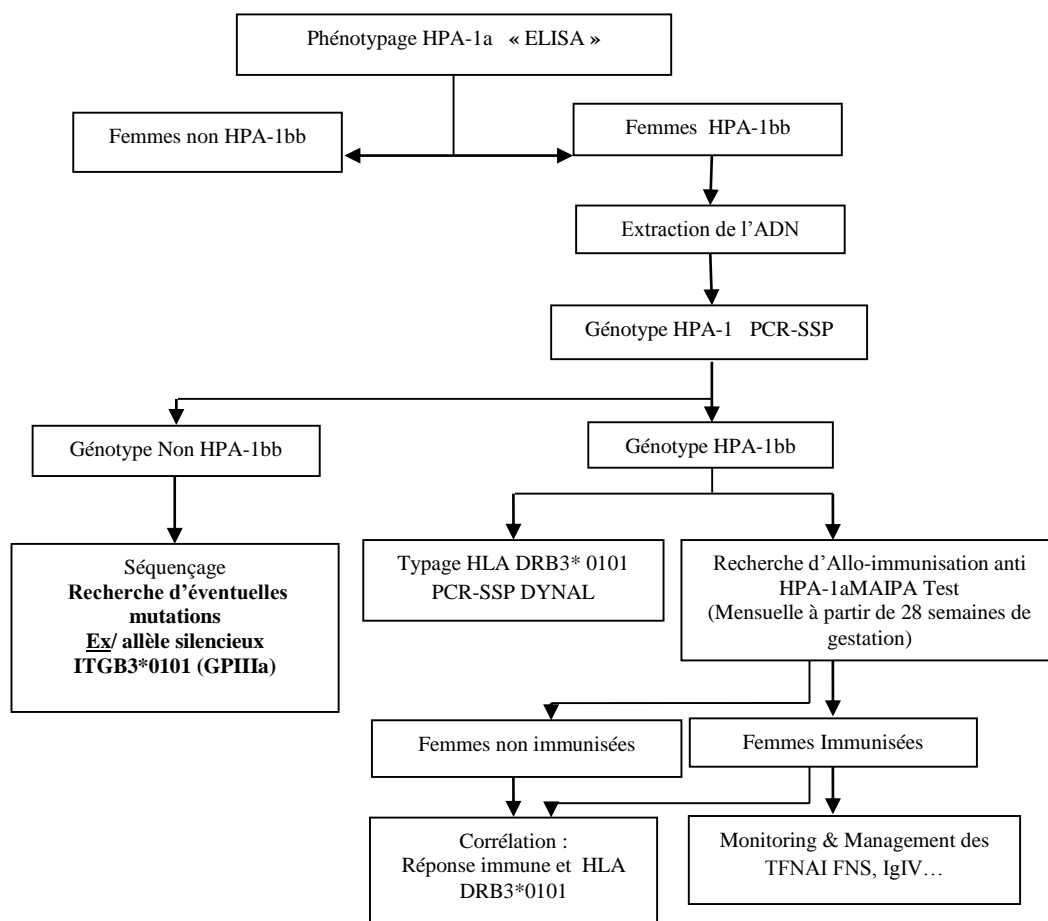 Phénotypage HPA-1a « ELISA »
Femmes non HPA-1bb
Femmes HPA-1bb
Extraction de l’ADN
Génotype HPA-1 PCR-SSP
Génotype Non HPA-1bb
Génotype HPA-1bb
Séquençage
Recherche d’éventuelles
mutations
Ex/ allèle silencieux
ITGB3*0101 (GPIIIa)
Typage HLA DRB3* 0101
PCR-SSP DYNAL
Recherche d’Allo-immunisation anti
HPA-1aMAIPA Test
(Mensuelle à partir de 28 semaines de
gestation)
Femmes non immunisées
Femmes Immunisées
Corrélation :
Réponse immune et HLA
DRB3*0101
Monitoring & Management des
TFNAI FNS, IgIV…